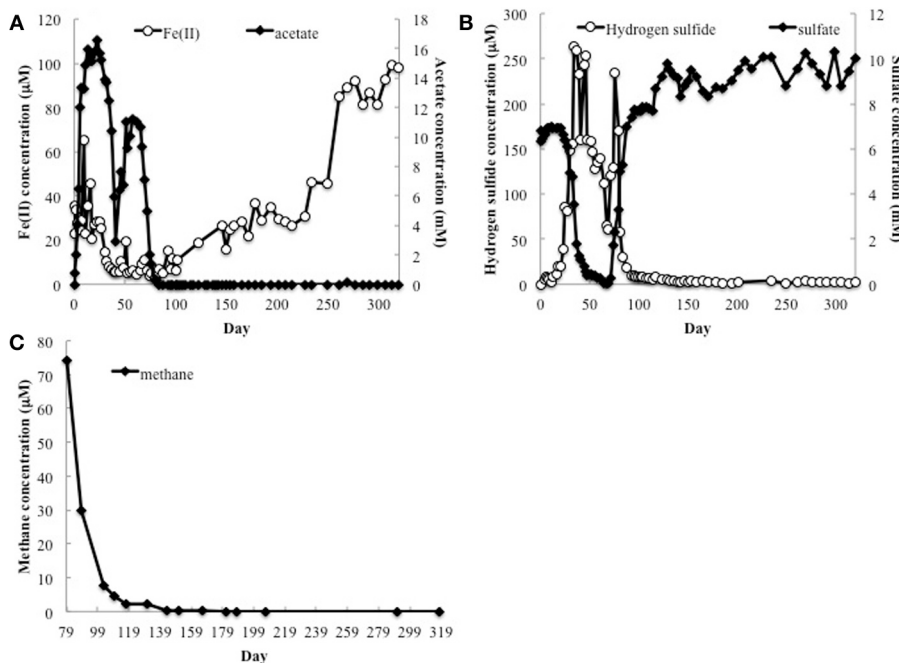 A
Fe(II) acetate
Fe(II) concentration (μM)
120
100
80
60
40
20
0
Acetate concentration (mM)
18
16
14
12
10
8
6
4
2
0
0 50 100 150 200 250 300
Day
B
Hydrogen sulfide sulfate
Hydrogen sulfide concentration (μM)
300
250
200
150
100
50
0
Sulfate concentration (mM)
12
10
8
6
4
2
0
0 50 100 150 200 250 300
Day
C
methane
Methane concentration (μM)
80
70
60
50
40
30
20
10
0
79 99 119 139 159 179 199 219 239 259 279 299 319
Day